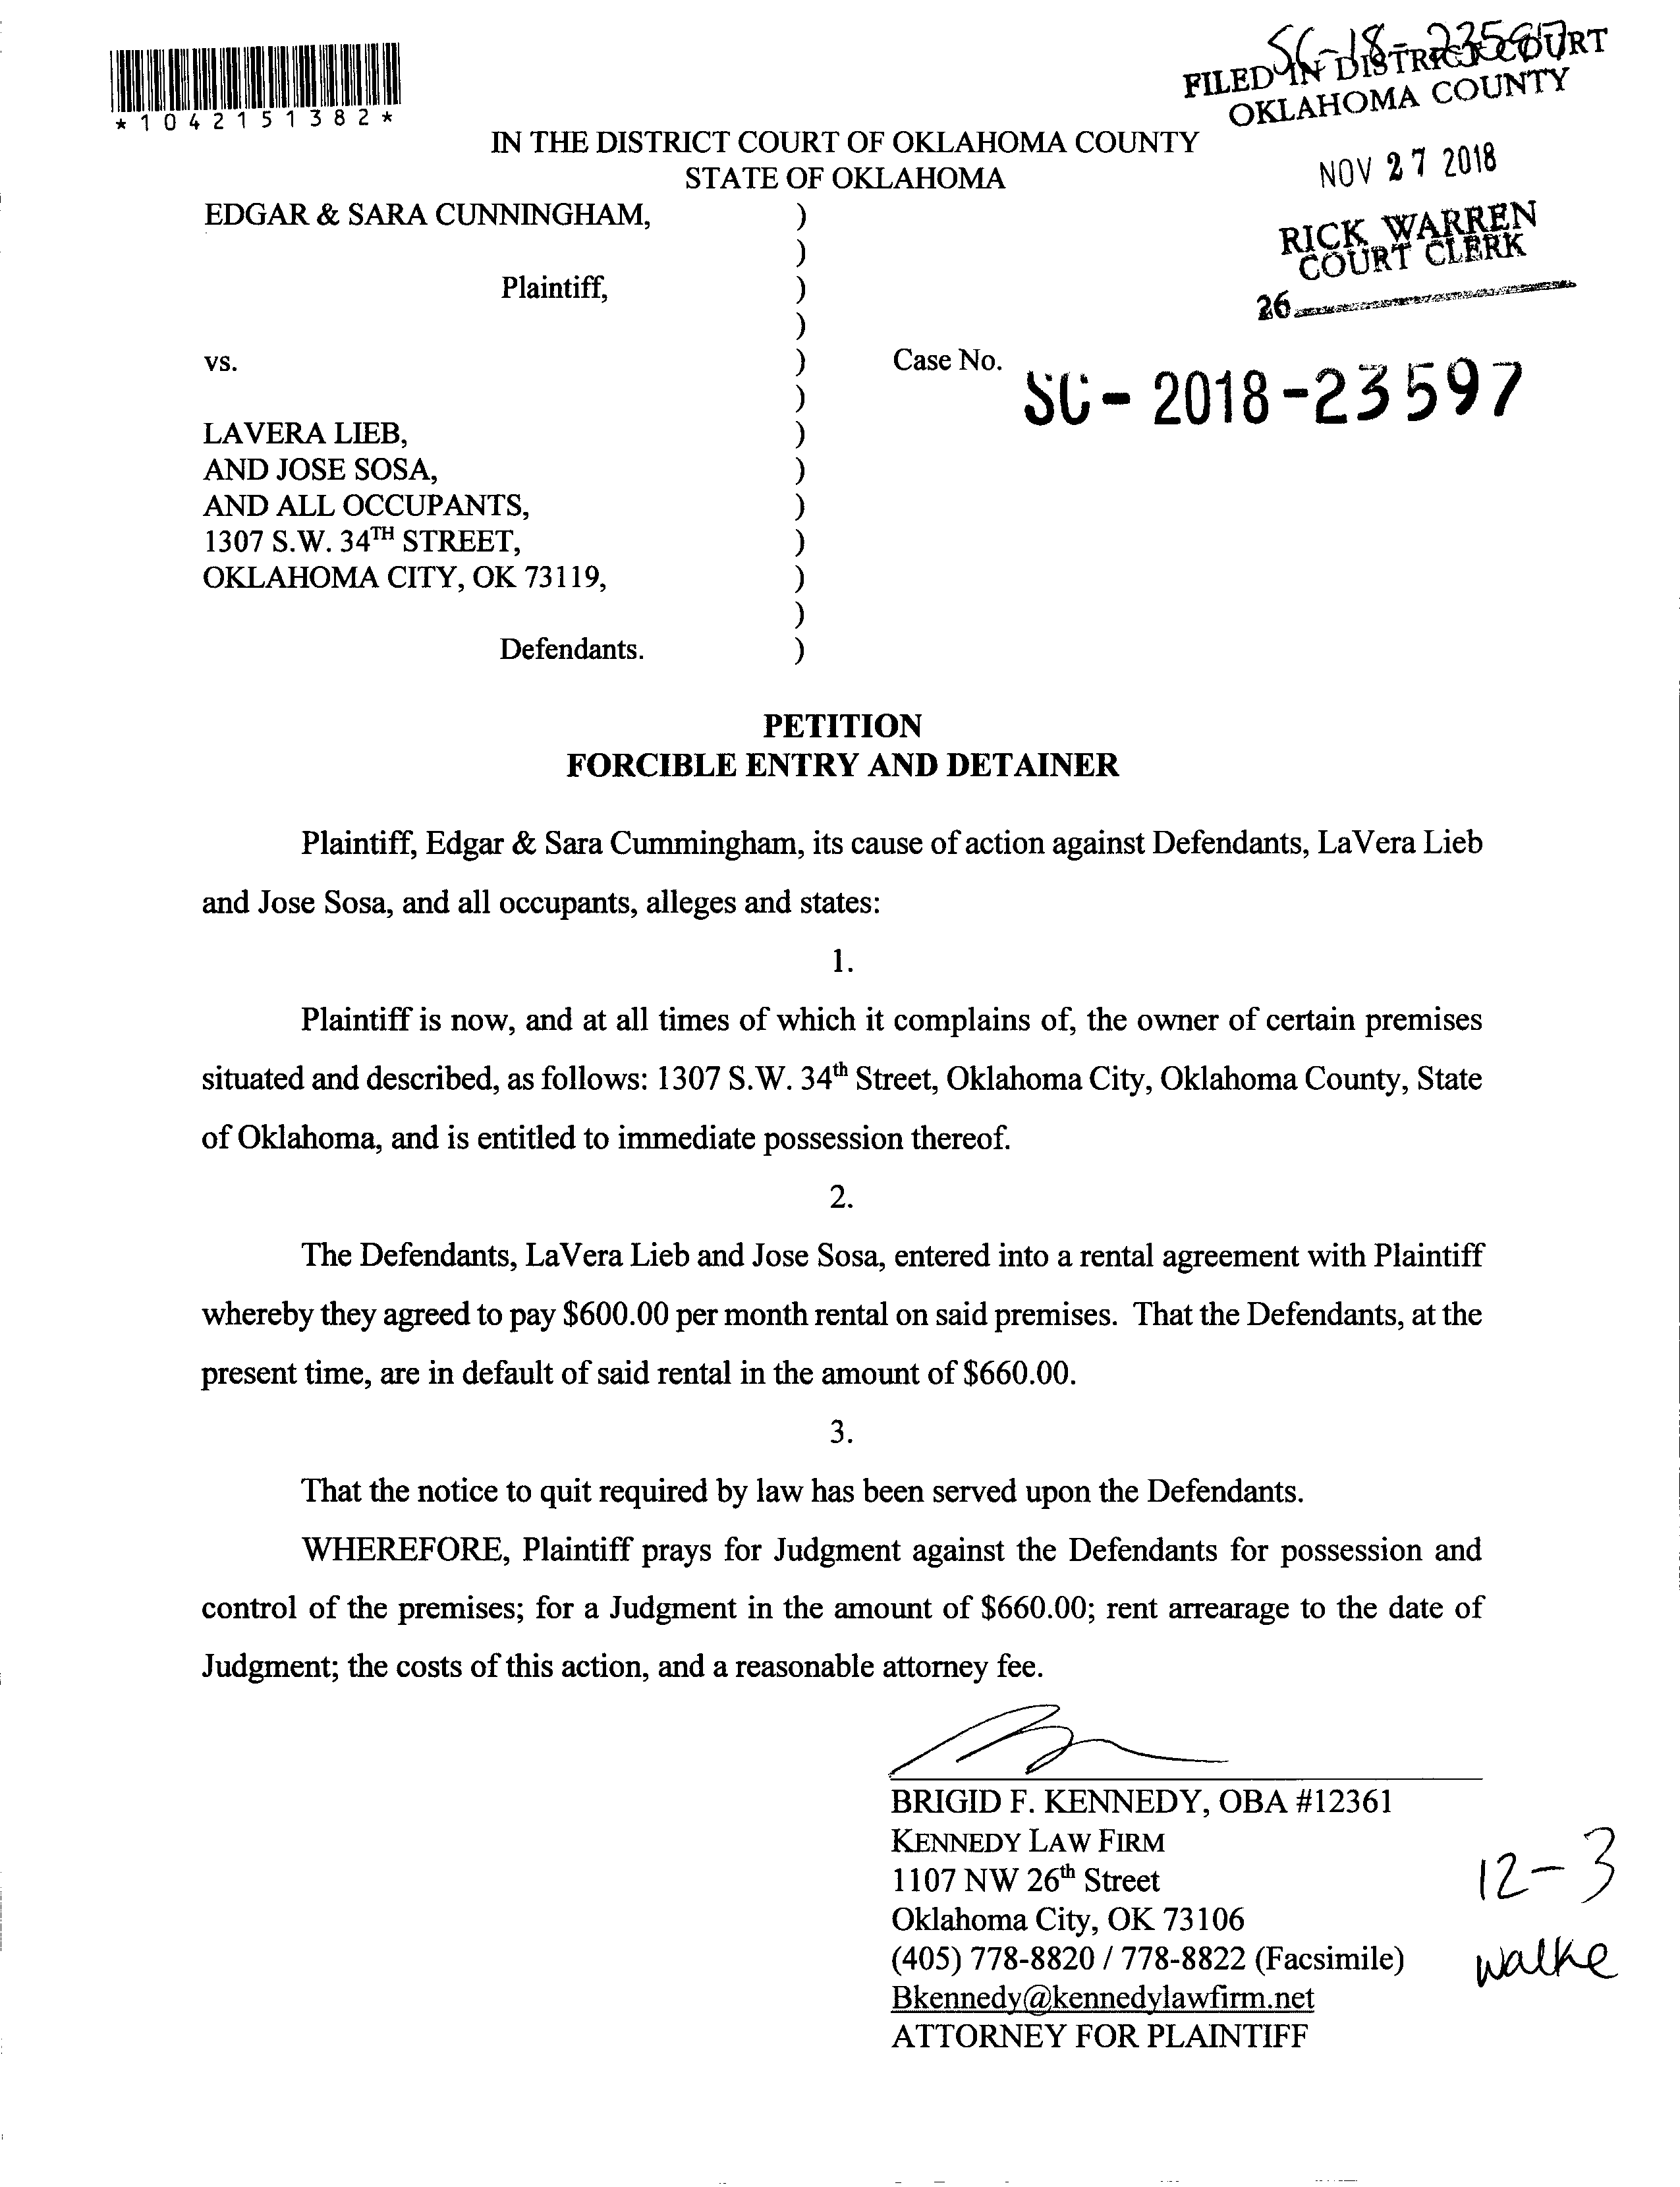 SC-18-23597
FILED IN DISTRICT COURT
OKLAHOMA COUNTY
*1042151382*
IN THE DISTRICT COURT OF OKLAHOMA COUNTY
STATE OF OKLAHOMA
NOV 27 2018
RICK WARREN
COURT CLERK
26
EDGAR & SARA CUNNINGHAM, )
)
Plaintiff, )
)
vs. ) Case No. SC-2018-23597
)
LAVERA LIEB, )
AND JOSE SOSA, )
AND ALL OCCUPANTS, )
1307 S.W. 34TH STREET, )
OKLAHOMA CITY, OK 73119, )
)
Defendants. )
PETITION
FORCIBLE ENTRY AND DETAINER
Plaintiff, Edgar & Sara Cummingham, its cause of action against Defendants, LaVera Lieb
and Jose Sosa, and all occupants, alleges and states:
1.
Plaintiff is now, and at all times of which it complains of, the owner of certain premises
situated and described, as follows: 1307 S.W. 34th Street, Oklahoma City, Oklahoma County, State
of Oklahoma, and is entitled to immediate possession thereof.
2.
The Defendants, LaVera Lieb and Jose Sosa, entered into a rental agreement with Plaintiff
whereby they agreed to pay $600.00 per month rental on said premises. That the Defendants, at the
present time, are in default of said rental in the amount of $660.00.
3.
That the notice to quit required by law has been served upon the Defendants.
WHEREFORE, Plaintiff prays for Judgment against the Defendants for possession and
control of the premises; for a Judgment in the amount of $660.00; rent arrearage to the date of
Judgment; the costs of this action, and a reasonable attorney fee.
BRIGID F. KENNEDY, OBA #12361
KENNEDY LAW FIRM
1107 NW 26th Street
Oklahoma City, OK 73106
(405) 778-8820 / 778-8822 (Facsimile)
Bkennedy@kennedylawfirm.net
ATTORNEY FOR PLAINTIFF
12-3
Walke